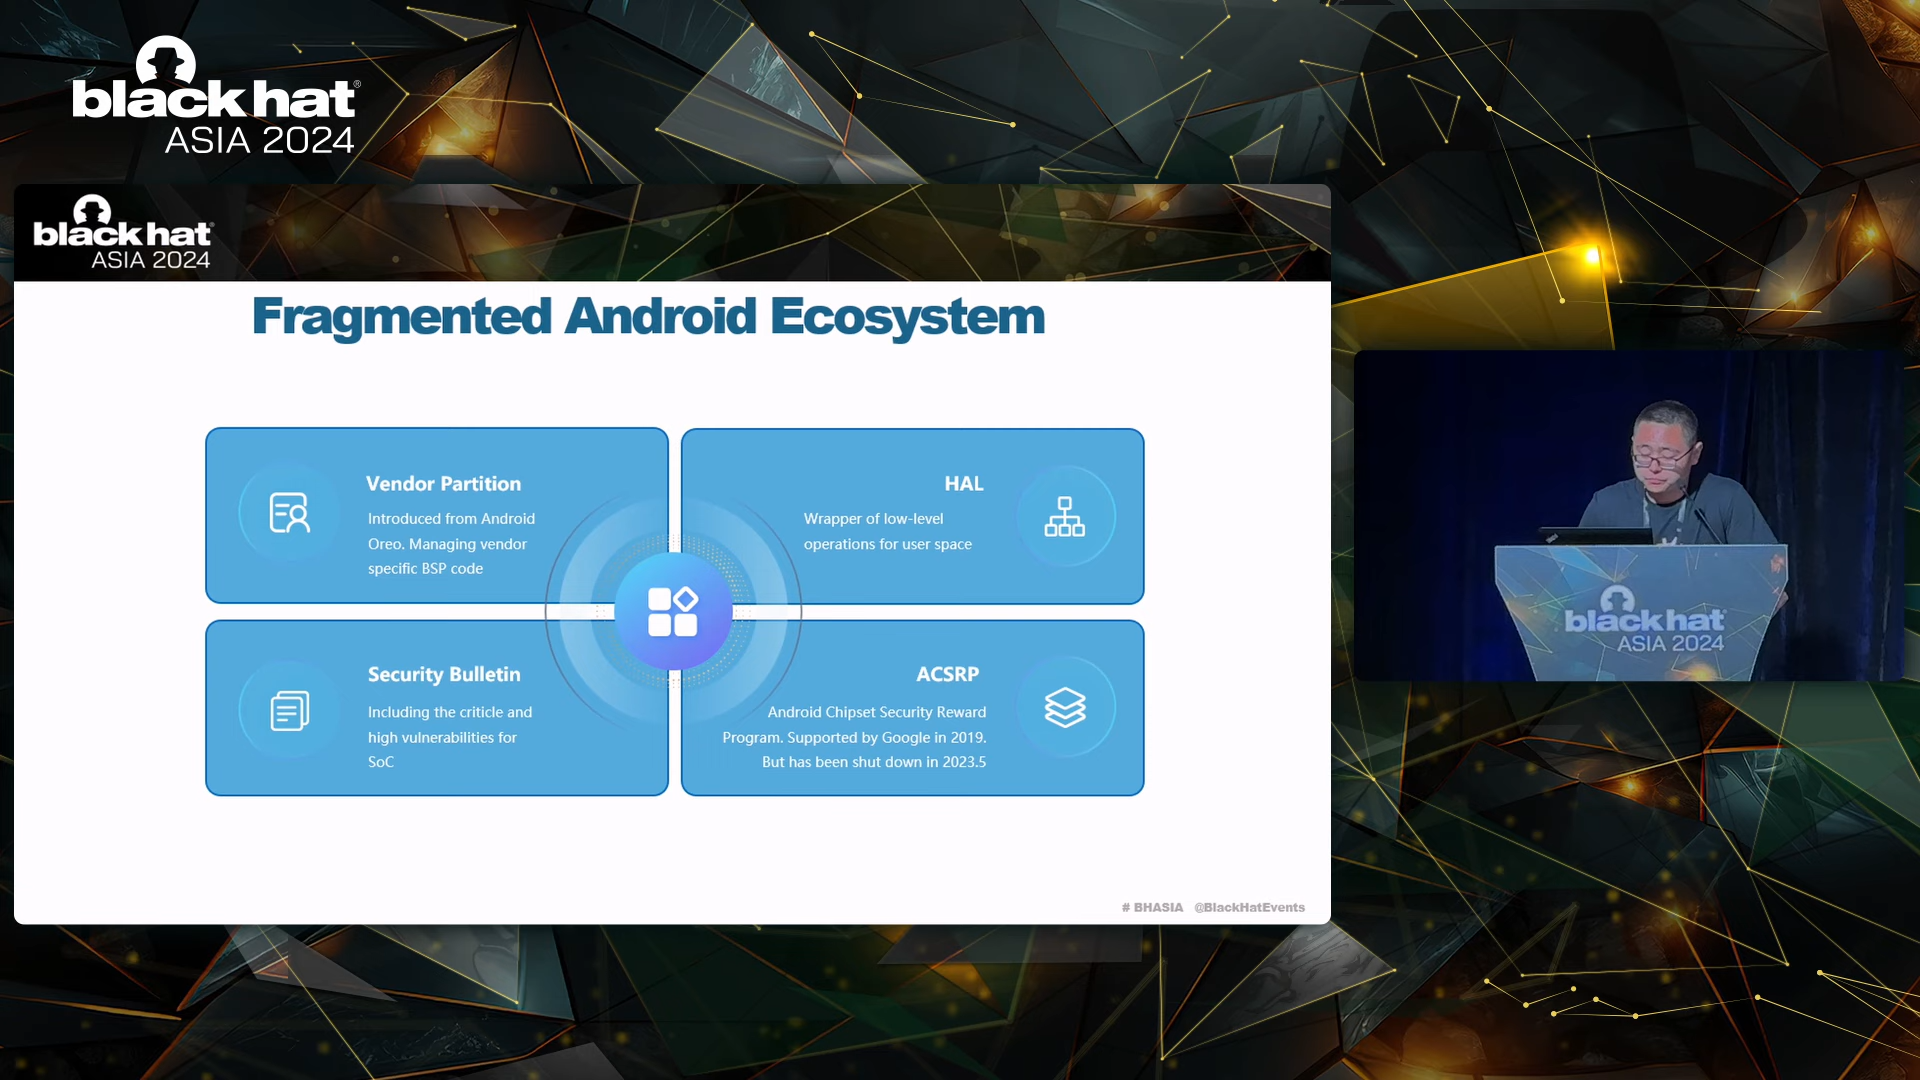 black hat®
ASIA 2024
black hat
ASIA 2024
Fragmented Android Ecosystem
Vendor Partition
Introduced from Android
Oreo. Managing vendor
specific BSP code
HAL
Wrapper of low-level
operations for user space
Security Bulletin
Including the criticle and
high vulnerabilities for
SoC
ACSRP
Android Chipset Security Reward
Program. Supported by Google in 2019.
But has been shut down in 2023.5
# BHASIA @BlackHatEvents
black hat
ASIA 2024